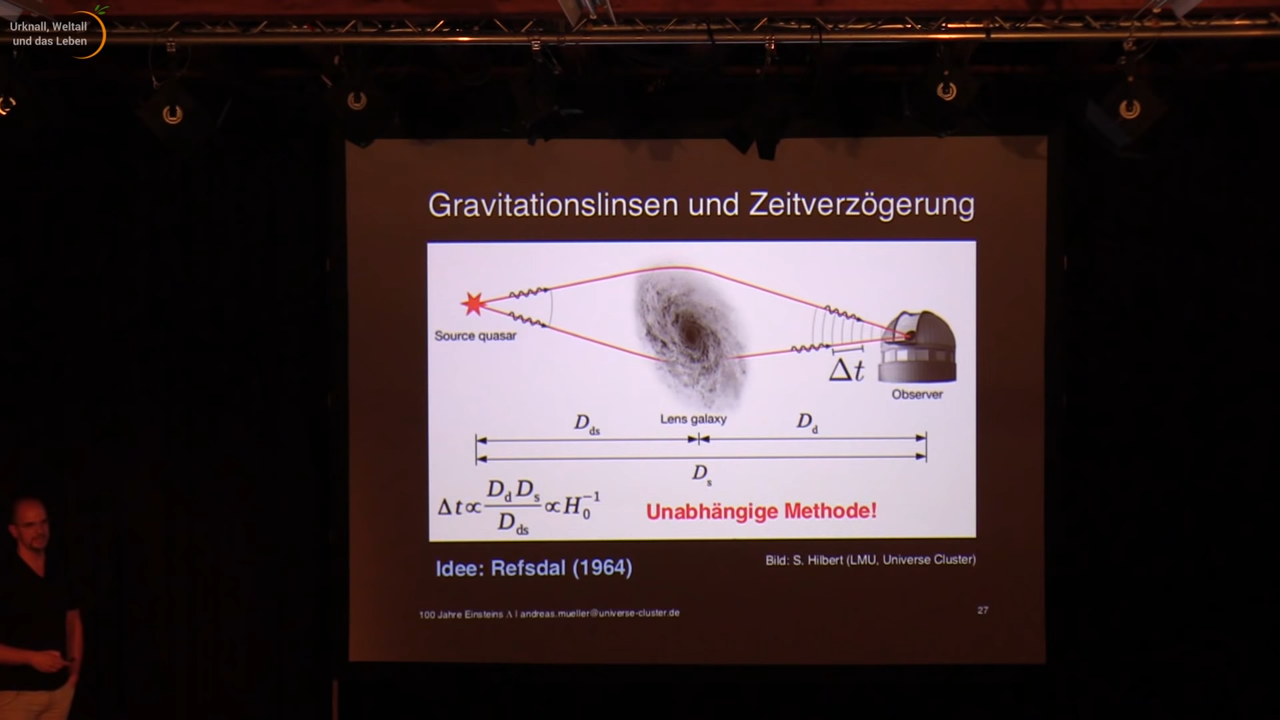 Urknall, Weltall
und das Leben
Gravitationslinsen und Zeitverzögerung
Source quasar
Δt
Observer
Lens galaxy
D_ds
D_d
D_s
Δt ∝ D_d D_s / D_ds ∝ H_0^-1
Unabhängige Methode!
Idee: Refsdal (1964)
Bild: S. Hilbert (LMU, Universe Cluster)
100 Jahre Einsteins Λ | andreas.mueller@universe-cluster.de
27